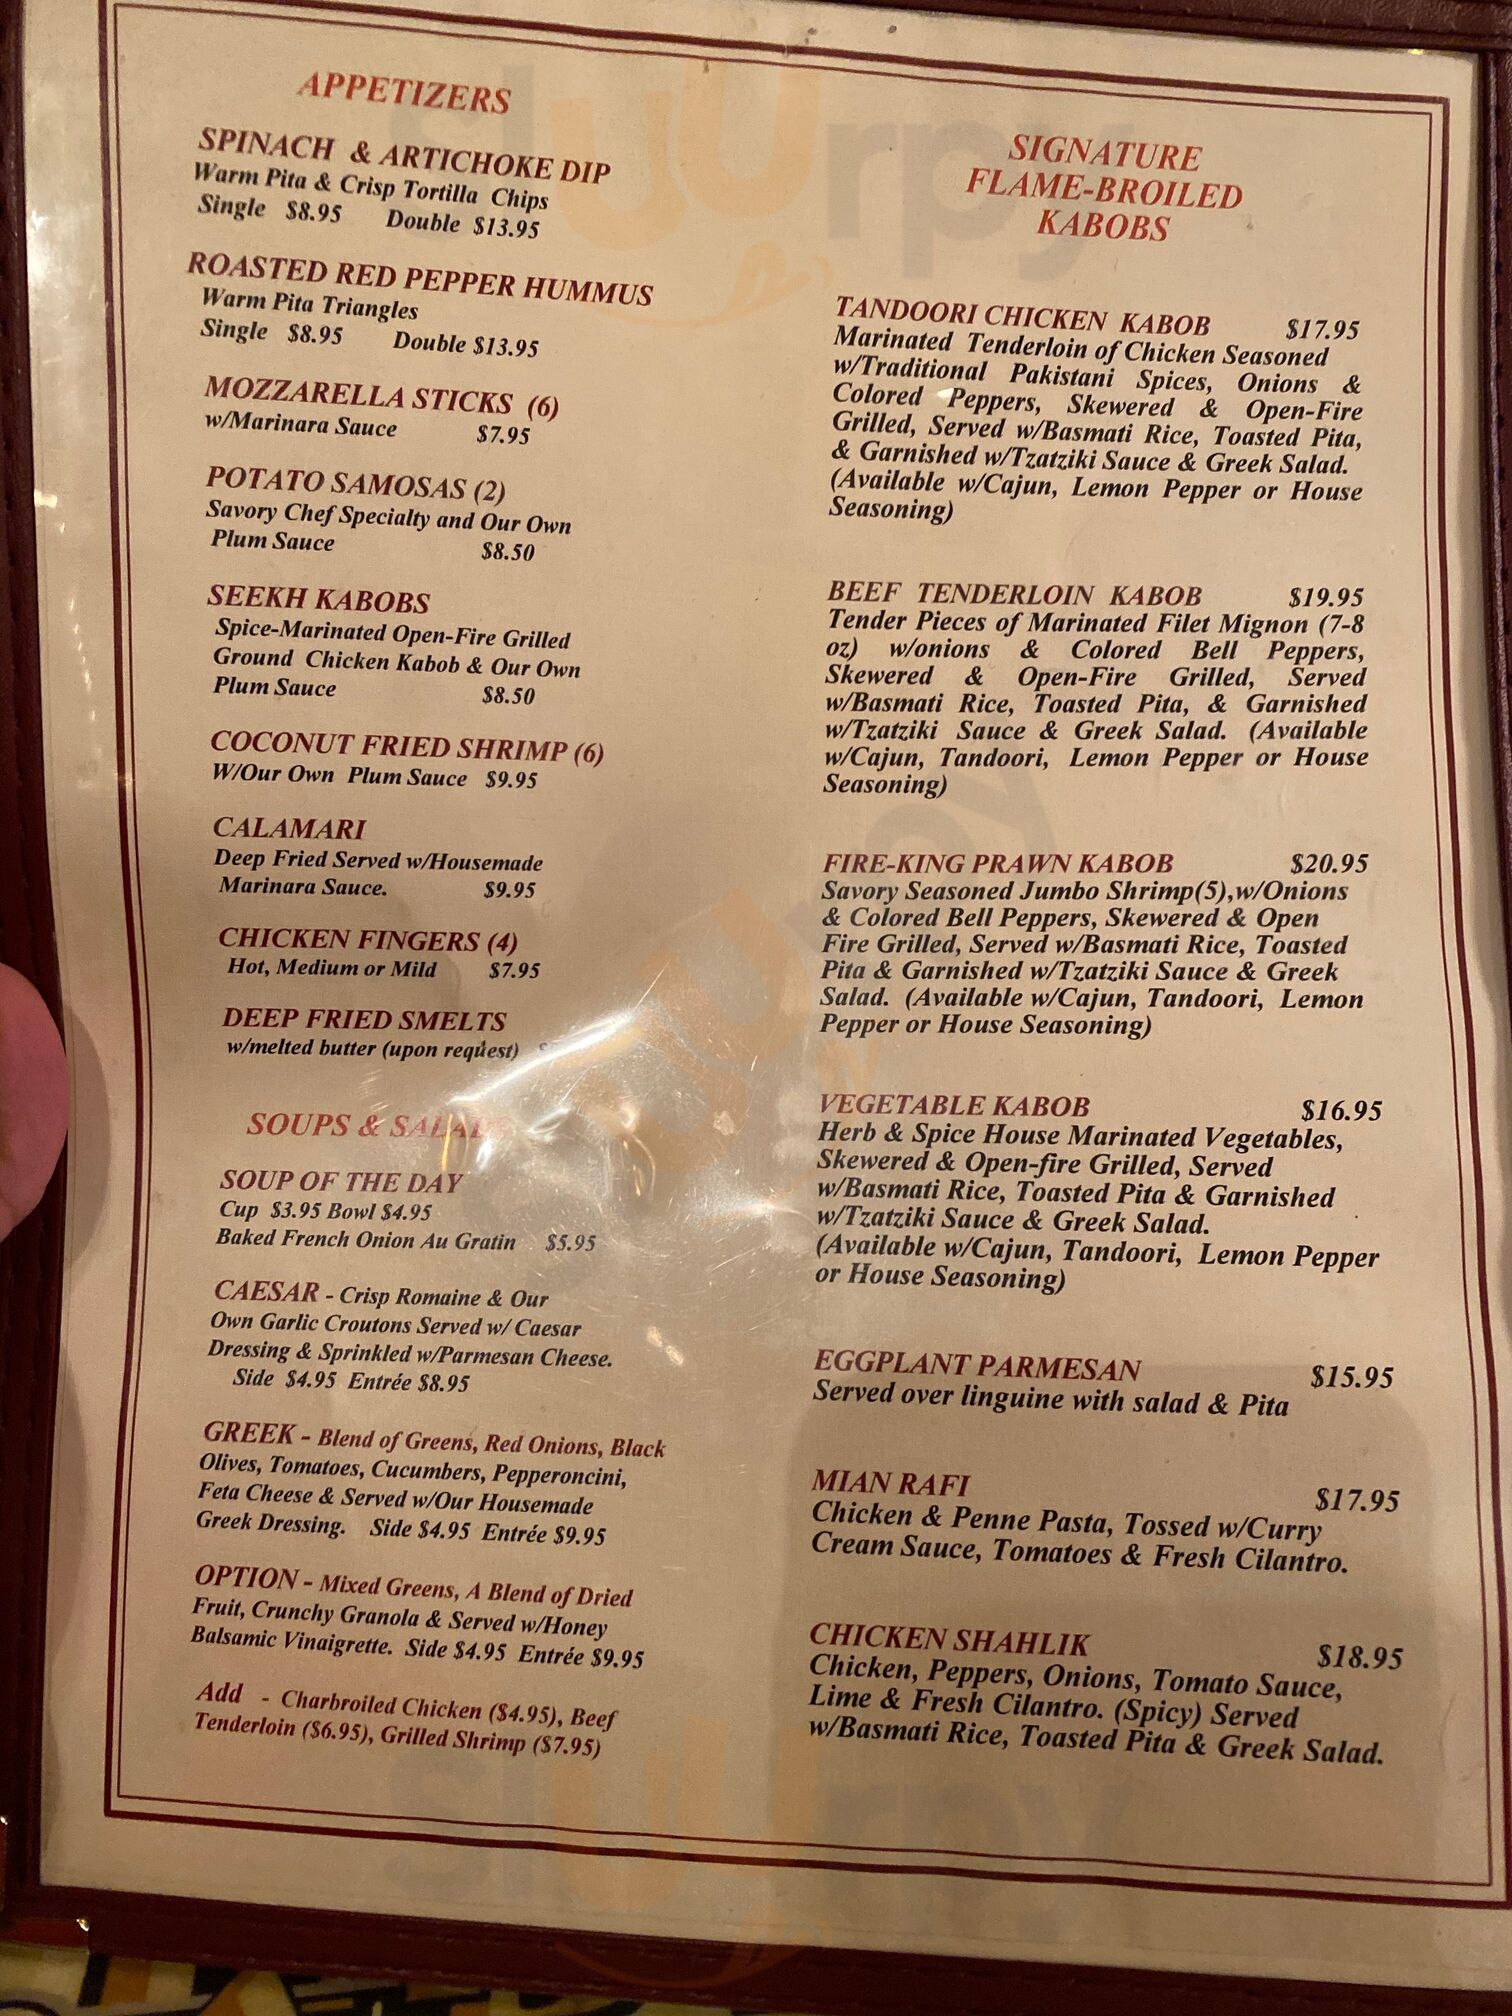 APPETIZERS
SPINACH & ARTICHOKE DIP
Warm Pita & Crisp Tortilla Chips
Single $8.95 Double $13.95
ROASTED RED PEPPER HUMMUS
Warm Pita Triangles
Single $8.95 Double $13.95
MOZZARELLA STICKS (6)
w/Marinara Sauce $7.95
POTATO SAMOSAS (2)
Savory Chef Specialty and Our Own
Plum Sauce $8.50
SEEKH KABOBS
Spice-Marinated Open-Fire Grilled
Ground Chicken Kabob & Our Own
Plum Sauce $8.50
COCONUT FRIED SHRIMP (6)
W/Our Own Plum Sauce $9.95
CALAMARI
Deep Fried Served w/Housemade
Marinara Sauce. $9.95
CHICKEN FINGERS (4)
Hot, Medium or Mild $7.95
DEEP FRIED SMELTS
w/melted butter (upon request)
SOUPS & SALADS
SOUP OF THE DAY
Cup $3.95 Bowl $4.95
Baked French Onion Au Gratin $5.95
CAESAR - Crisp Romaine & Our
Own Garlic Croutons Served w/ Caesar
Dressing & Sprinkled w/Parmesan Cheese.
Side $4.95 Entrée $8.95
GREEK - Blend of Greens, Red Onions, Black
Olives, Tomatoes, Cucumbers, Pepperoncini,
Feta Cheese & Served w/Our Housemade
Greek Dressing. Side $4.95 Entrée $9.95
OPTION - Mixed Greens, A Blend of Dried
Fruit, Crunchy Granola & Served w/Honey
Balsamic Vinaigrette. Side $4.95 Entrée $9.95
Add - Charbroiled Chicken ($4.95), Beef
Tenderloin ($6.95), Grilled Shrimp ($7.95)
SIGNATURE
FLAME-BROILED
KABOBS
TANDOORI CHICKEN KABOB $17.95
Marinated Tenderloin of Chicken Seasoned
w/Traditional Pakistani Spices, Onions &
Colored Peppers, Skewered & Open-Fire
Grilled, Served w/Basmati Rice, Toasted Pita,
& Garnished w/Tzatziki Sauce & Greek Salad.
(Available w/Cajun, Lemon Pepper or House
Seasoning)
BEEF TENDERLOIN KABOB $19.95
Tender Pieces of Marinated Filet Mignon (7-8
oz) w/onions & Colored Bell Peppers,
Skewered & Open-Fire Grilled, Served
w/Basmati Rice, Toasted Pita, & Garnished
w/Tzatziki Sauce & Greek Salad. (Available
w/Cajun, Tandoori, Lemon Pepper or House
Seasoning)
FIRE-KING PRAWN KABOB $20.95
Savory Seasoned Jumbo Shrimp(5),w/Onions
& Colored Bell Peppers, Skewered & Open
Fire Grilled, Served w/Basmati Rice, Toasted
Pita & Garnished w/Tzatziki Sauce & Greek
Salad. (Available w/Cajun, Tandoori, Lemon
Pepper or House Seasoning)
VEGETABLE KABOB $16.95
Herb & Spice House Marinated Vegetables,
Skewered & Open-fire Grilled, Served
w/Basmati Rice, Toasted Pita & Garnished
w/Tzatziki Sauce & Greek Salad.
(Available w/Cajun, Tandoori, Lemon Pepper
or House Seasoning)
EGGPLANT PARMESAN $15.95
Served over linguine with salad & Pita
MIAN RAFI $17.95
Chicken & Penne Pasta, Tossed w/Curry
Cream Sauce, Tomatoes & Fresh Cilantro.
CHICKEN SHAHLIK $18.95
Chicken, Peppers, Onions, Tomato Sauce,
Lime & Fresh Cilantro. (Spicy) Served
w/Basmati Rice, Toasted Pita & Greek Salad.